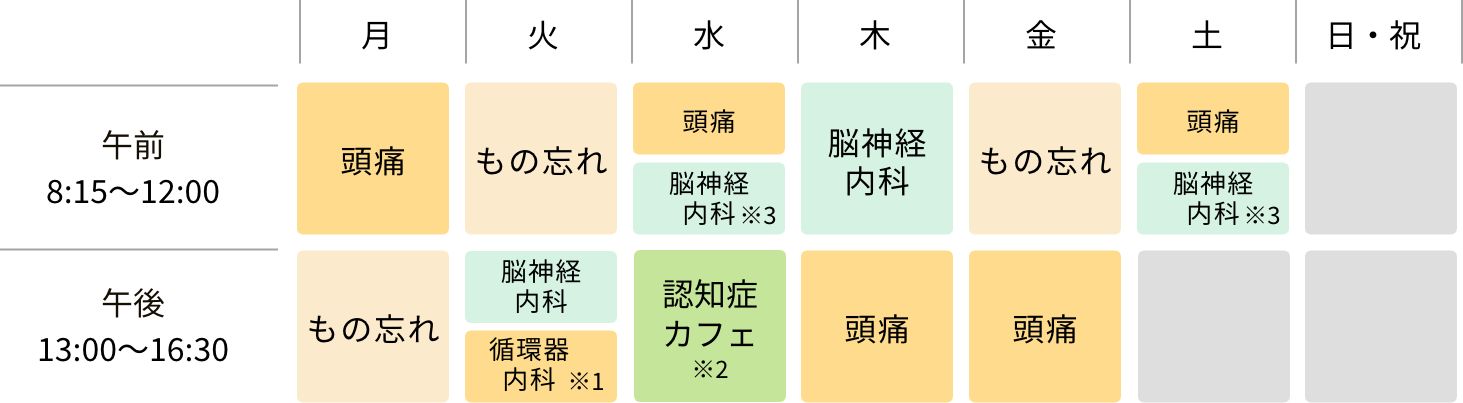 月 火 水 木 金 土 日・祝
午前
8:15〜12:00
頭痛
もの忘れ
頭痛
脳神経
内科※3
脳神経
内科
もの忘れ
頭痛
脳神経
内科※3
午後
13:00〜16:30
もの忘れ
脳神経
内科
循環器
内科 ※1
認知症
カフェ
※2
頭痛
頭痛